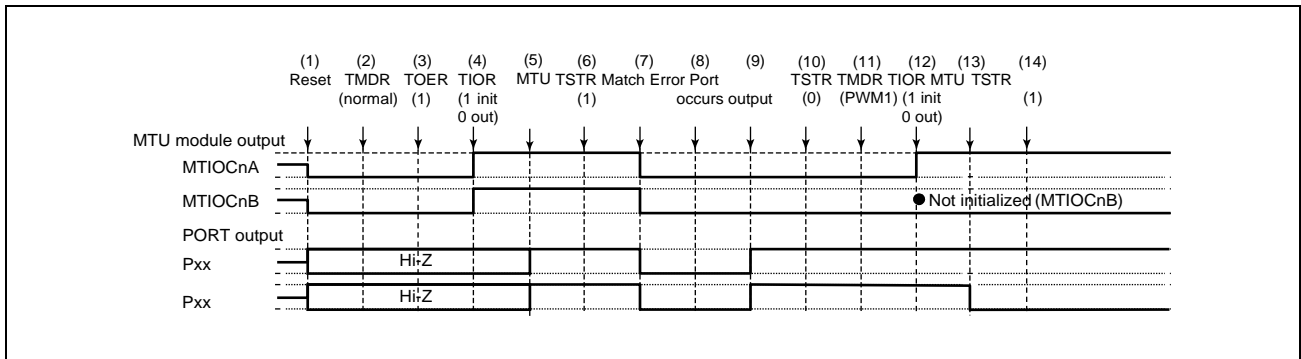 (1) (2) (3) (4) (5) (6) (7) (8) (9) (10) (11) (12) (13) (14)
Reset TMDR TOER TIOR MTU TSTR Match Error Port TSTR TMDR TIOR MTU TSTR
(normal) (1) (1 init (1) occurs output (0) (PWM1) (1 init (1)
0 out) 0 out)
MTU module output
MTIOCnA
MTIOCnB
● Not initialized (MTIOCnB)
PORT output
Pxx
Hi-Z
Pxx
Hi-Z